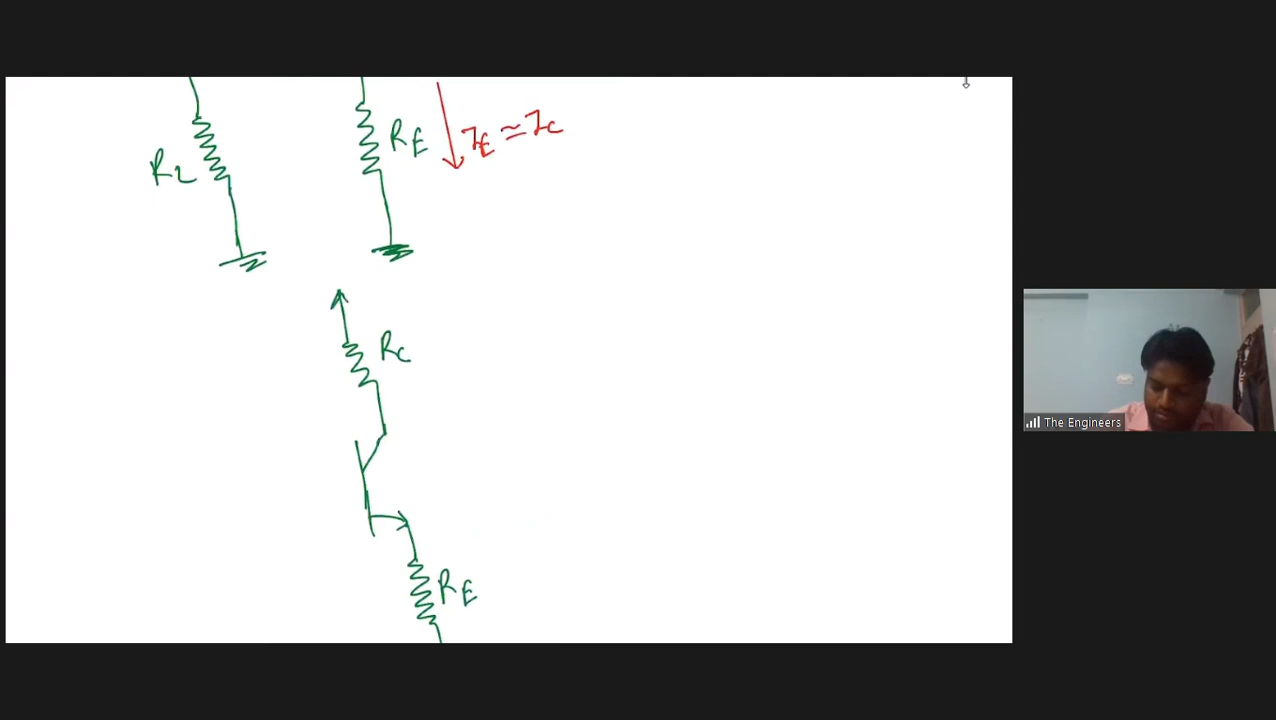 R2
RE
IE ≃ IC
RC
RE
The Engineers